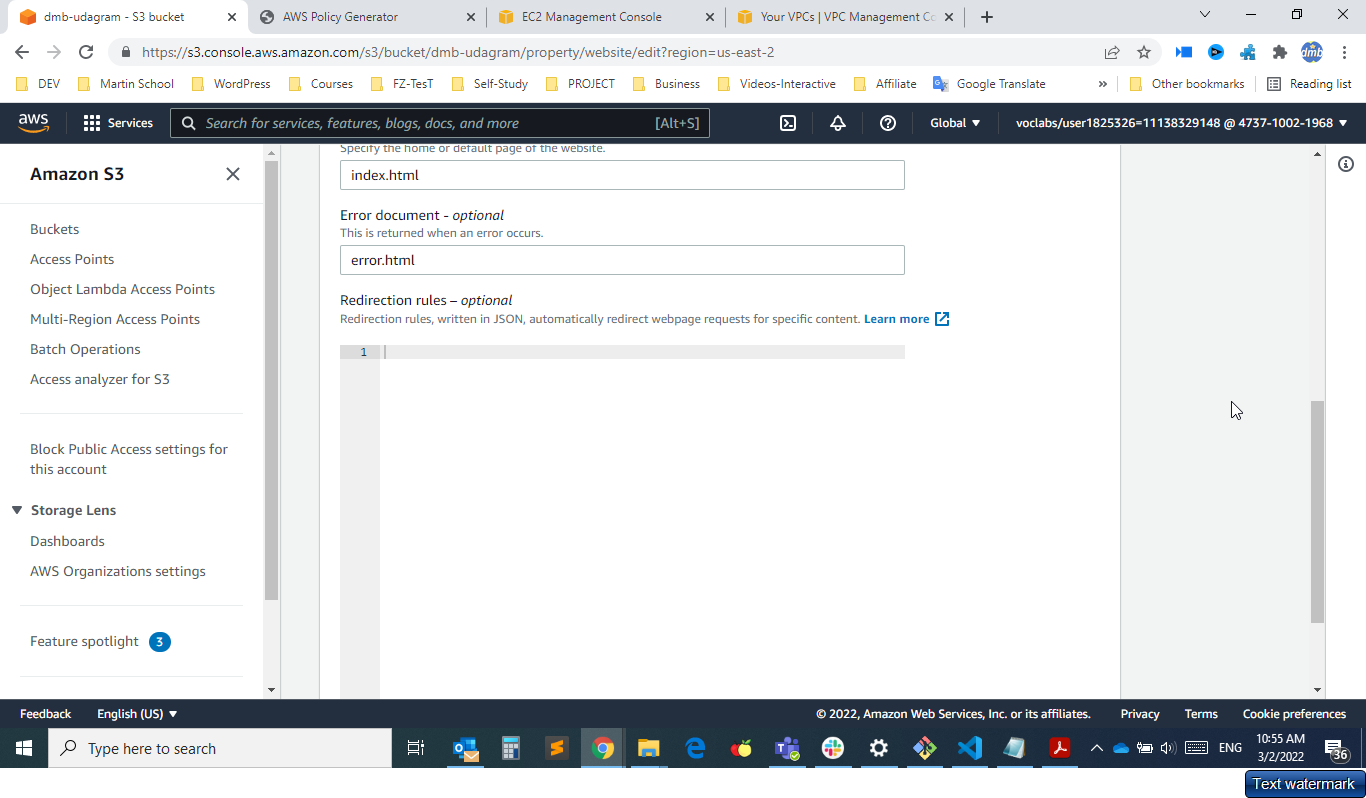 dmb-udagram - S3 bucket
AWS Policy Generator
EC2 Management Console
Your VPCs | VPC Management Co
https://s3.console.aws.amazon.com/s3/bucket/dmb-udagram/property/website/edit?region=us-east-2
dmb
DEV Martin School WordPress Courses FZ-TesT Self-Study PROJECT Business Videos-Interactive Affiliate Google Translate » Other bookmarks Reading list
aws Services Search for services, features, blogs, docs, and more [Alt+S] Global voclabs/user1825326=11138329148 @ 4737-1002-1968
Amazon S3
Buckets
Access Points
Object Lambda Access Points
Multi-Region Access Points
Batch Operations
Access analyzer for S3
Block Public Access settings for
this account
Storage Lens
Dashboards
AWS Organizations settings
Feature spotlight 3
Specify the home or default page of the website.
index.html
Error document - optional
This is returned when an error occurs.
error.html
Redirection rules – optional
Redirection rules, written in JSON, automatically redirect webpage requests for specific content. Learn more
1
Feedback English (US) © 2022, Amazon Web Services, Inc. or its affiliates. Privacy Terms Cookie preferences
Type here to search
ENG
10:55 AM
3/2/2022
36
Text watermark